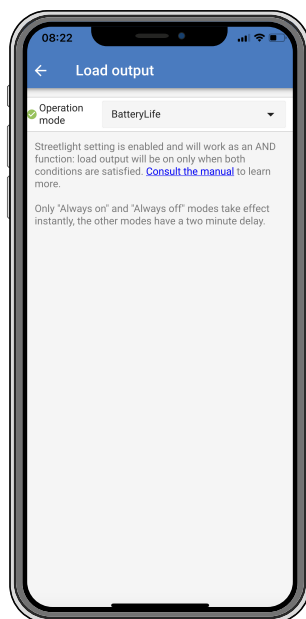 08:22
Load output
Operation
mode
BatteryLife
Streetlight setting is enabled and will work as an AND
function: load output will be on only when both
conditions are satisfied. Consult the manual to learn
more.
Only "Always on" and "Always off" modes take effect
instantly, the other modes have a two minute delay.